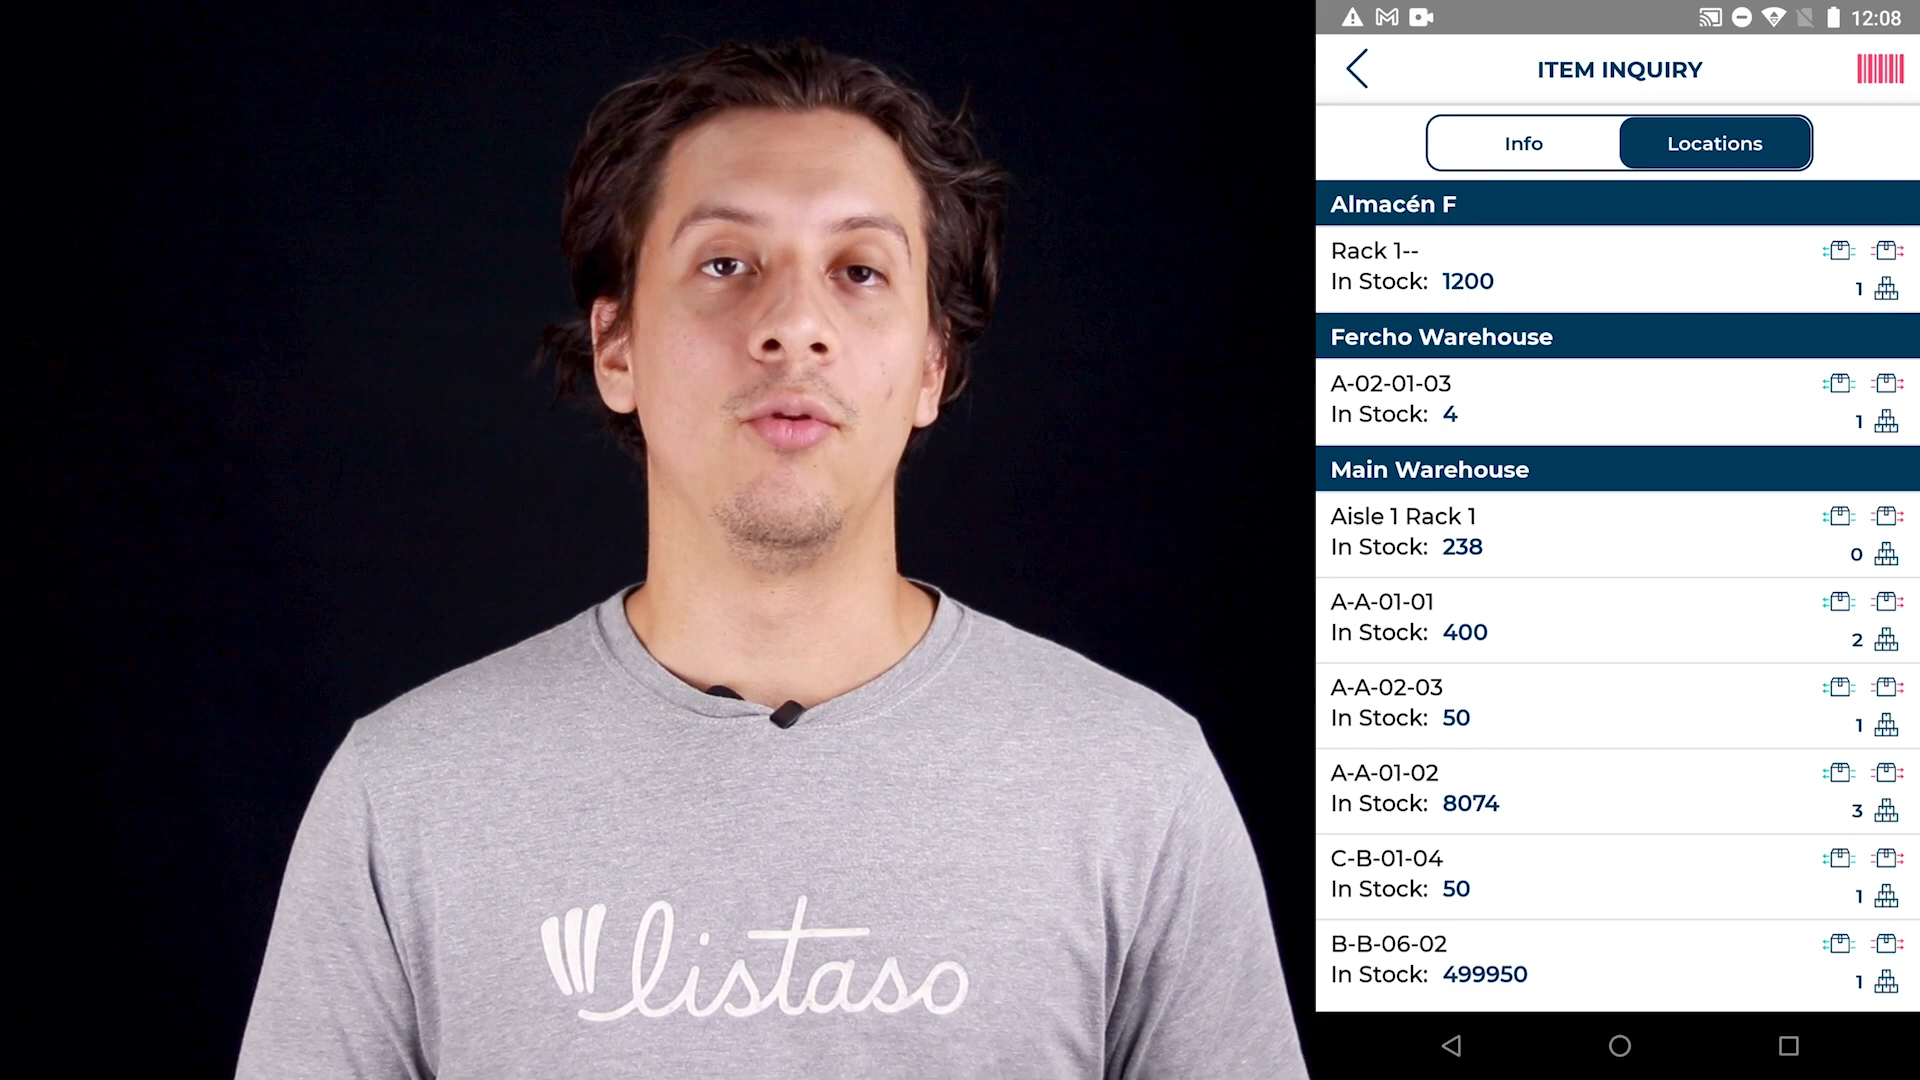 listaso
12:08
ITEM INQUIRY
Info
Locations
Almacén F
Rack 1--
In Stock: 1200
1
Fercho Warehouse
A-02-01-03
In Stock: 4
1
Main Warehouse
Aisle 1 Rack 1
In Stock: 238
0
A-A-01-01
In Stock: 400
2
A-A-02-03
In Stock: 50
1
A-A-01-02
In Stock: 8074
3
C-B-01-04
In Stock: 50
1
B-B-06-02
In Stock: 499950
1